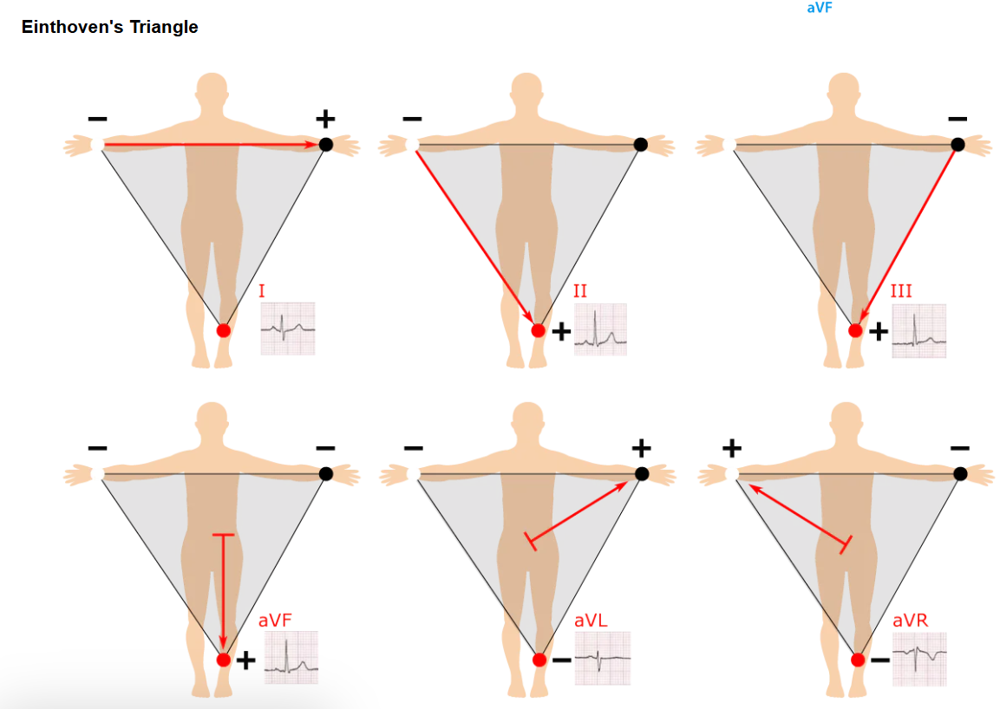 aVF
Einthoven's Triangle
− + − −
I II III
+ +
− − − + + −
aVF aVL aVR
+ − −